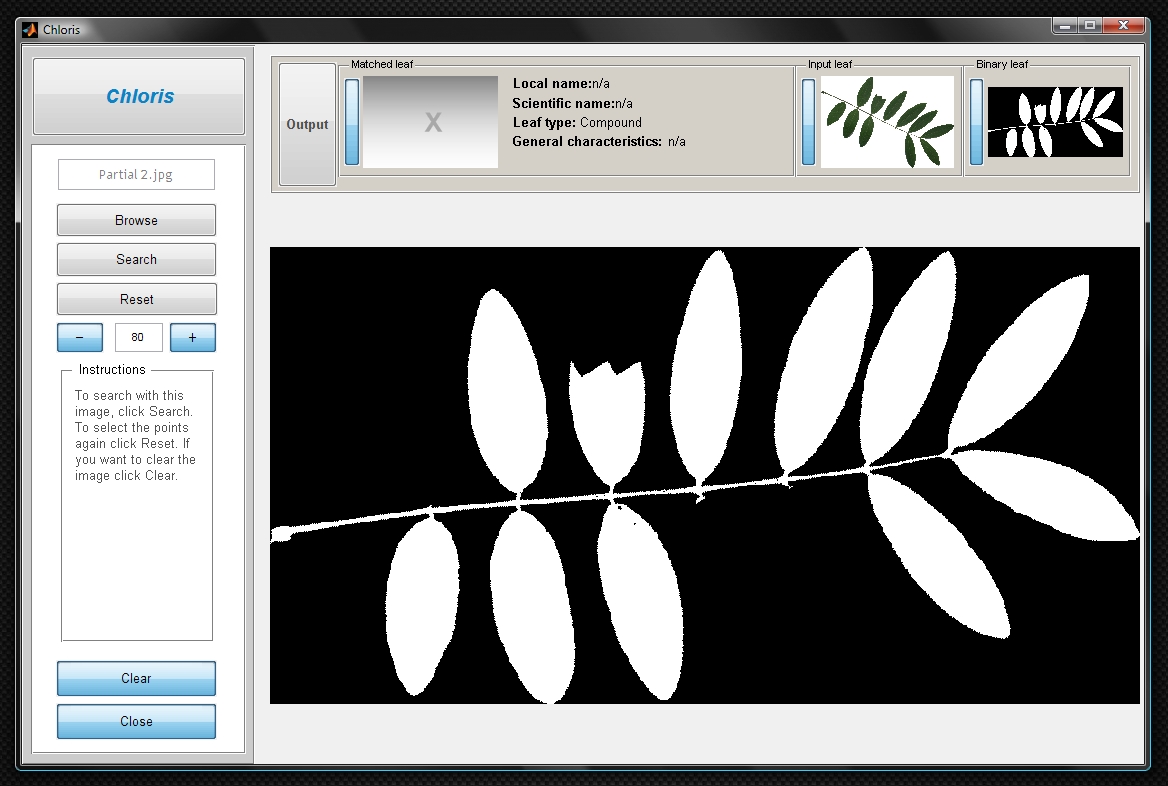 Chloris
Chloris
Partial 2.jpg
Browse
Search
Reset
− 80 +
Instructions
To search with this
image, click Search.
To select the points
again click Reset. If
you want to clear the
image click Clear.
Clear
Close
Output
Matched leaf
X
Local name:n/a
Scientific name:n/a
Leaf type: Compound
General characteristics: n/a
Input leaf
Binary leaf